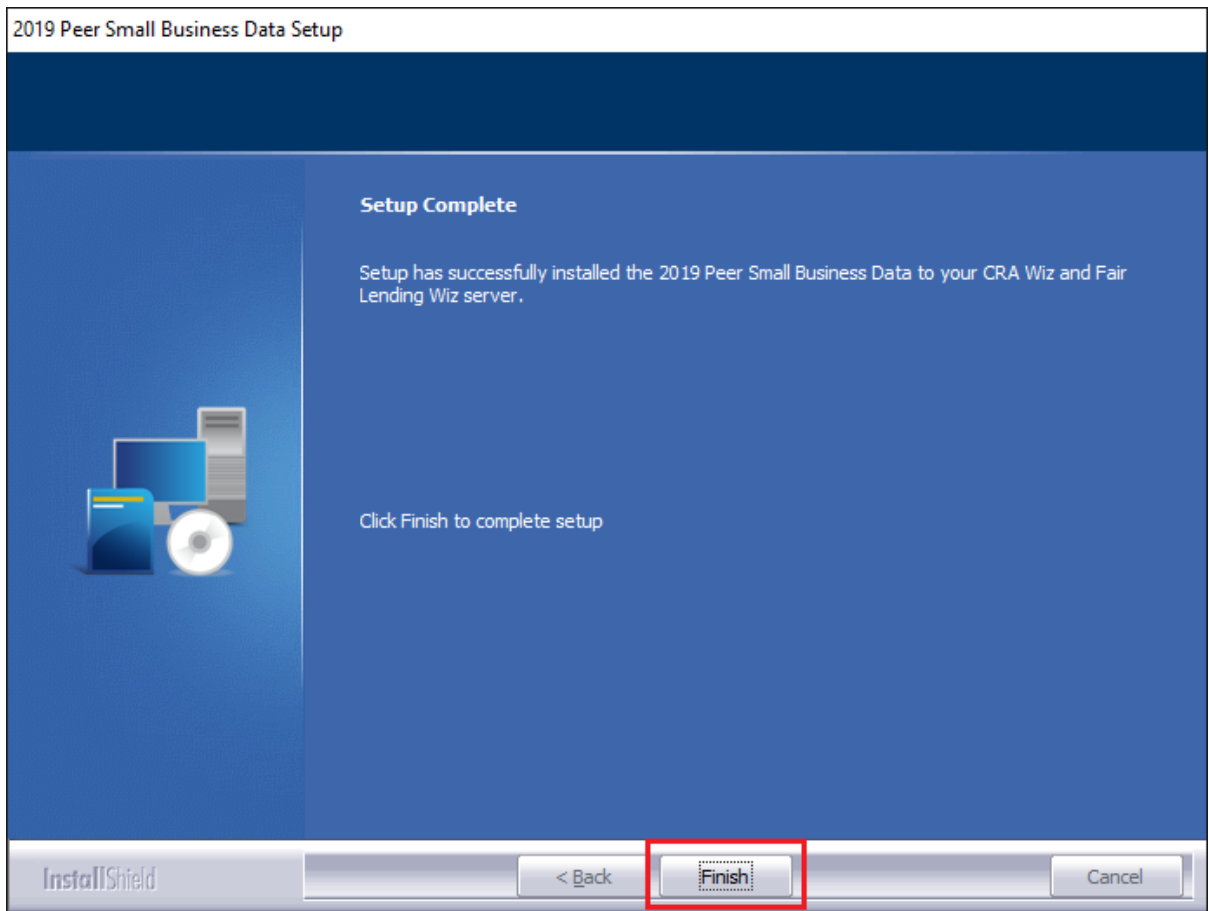 2019 Peer Small Business Data Setup
Setup Complete
Setup has successfully installed the 2019 Peer Small Business Data to your CRA Wiz and Fair
Lending Wiz server.
Click Finish to complete setup
InstallShield
< Back
Finish
Cancel